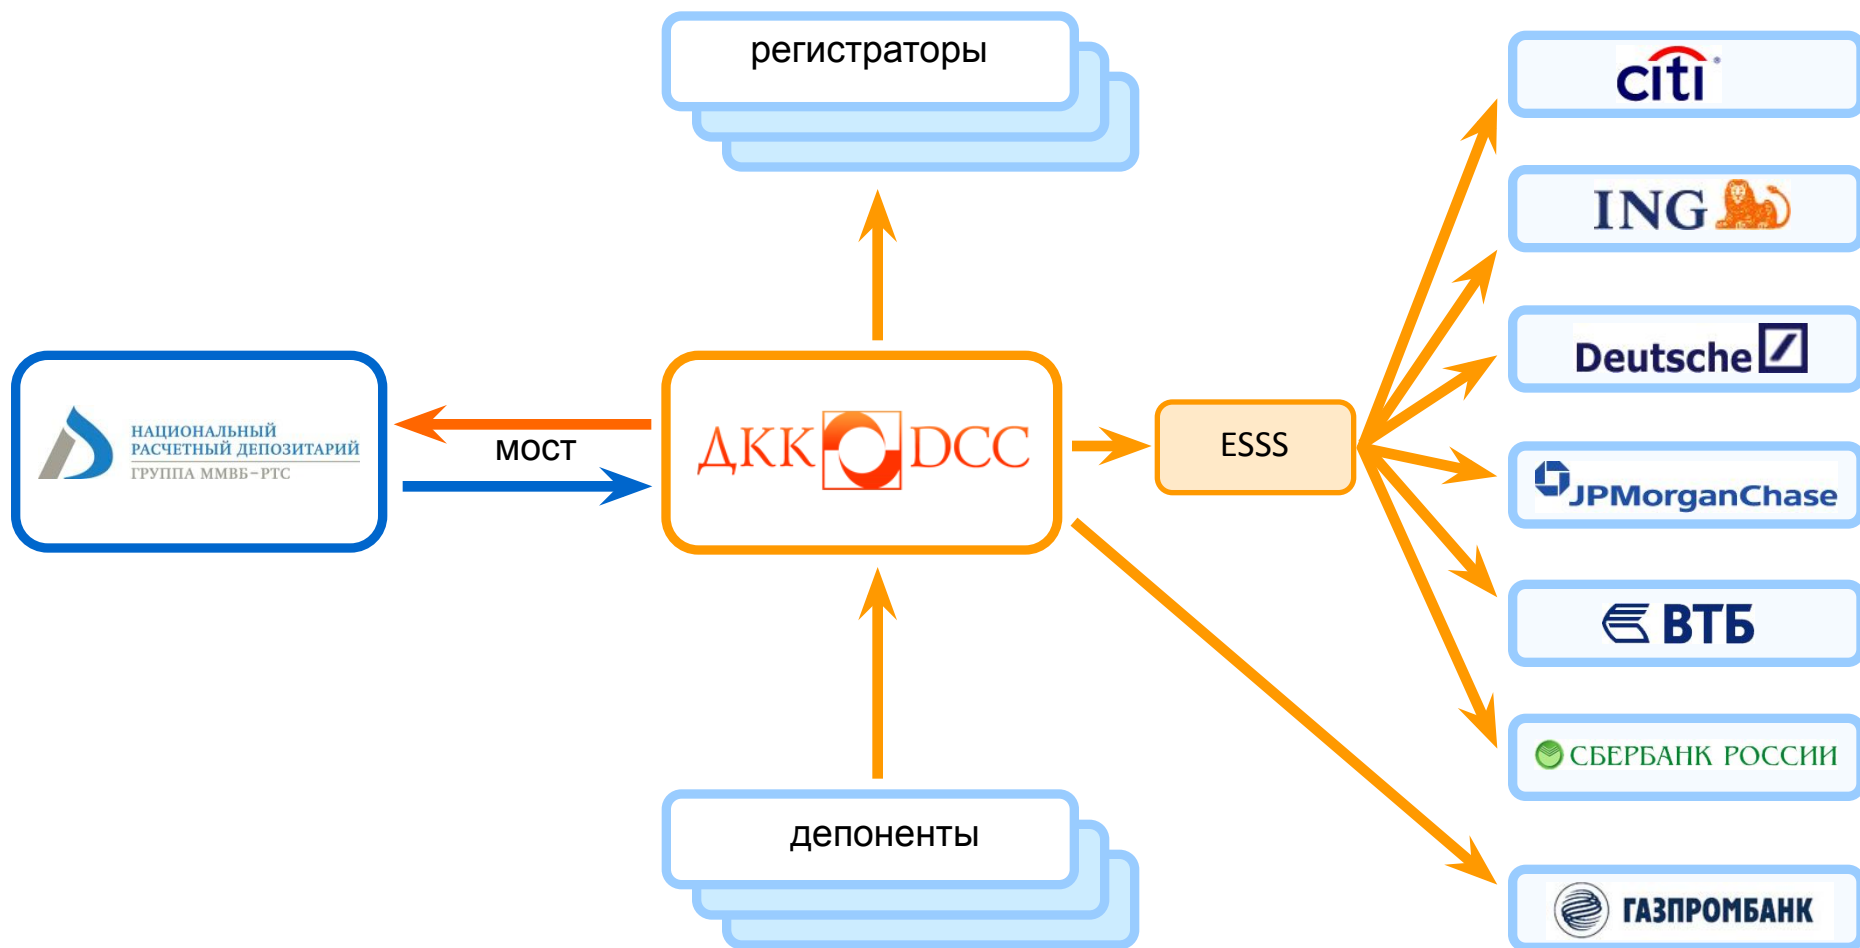 регистраторы
citi
ING
Deutsche
НАЦИОНАЛЬНЫЙ
РАСЧЕТНЫЙ ДЕПОЗИТАРИЙ
ГРУППА ММВБ-РТС
мост
ДКК DCC
ESSS
JPMorganChase
ВТБ
СБЕРБАНК РОССИИ
депоненты
ГАЗПРОМБАНК